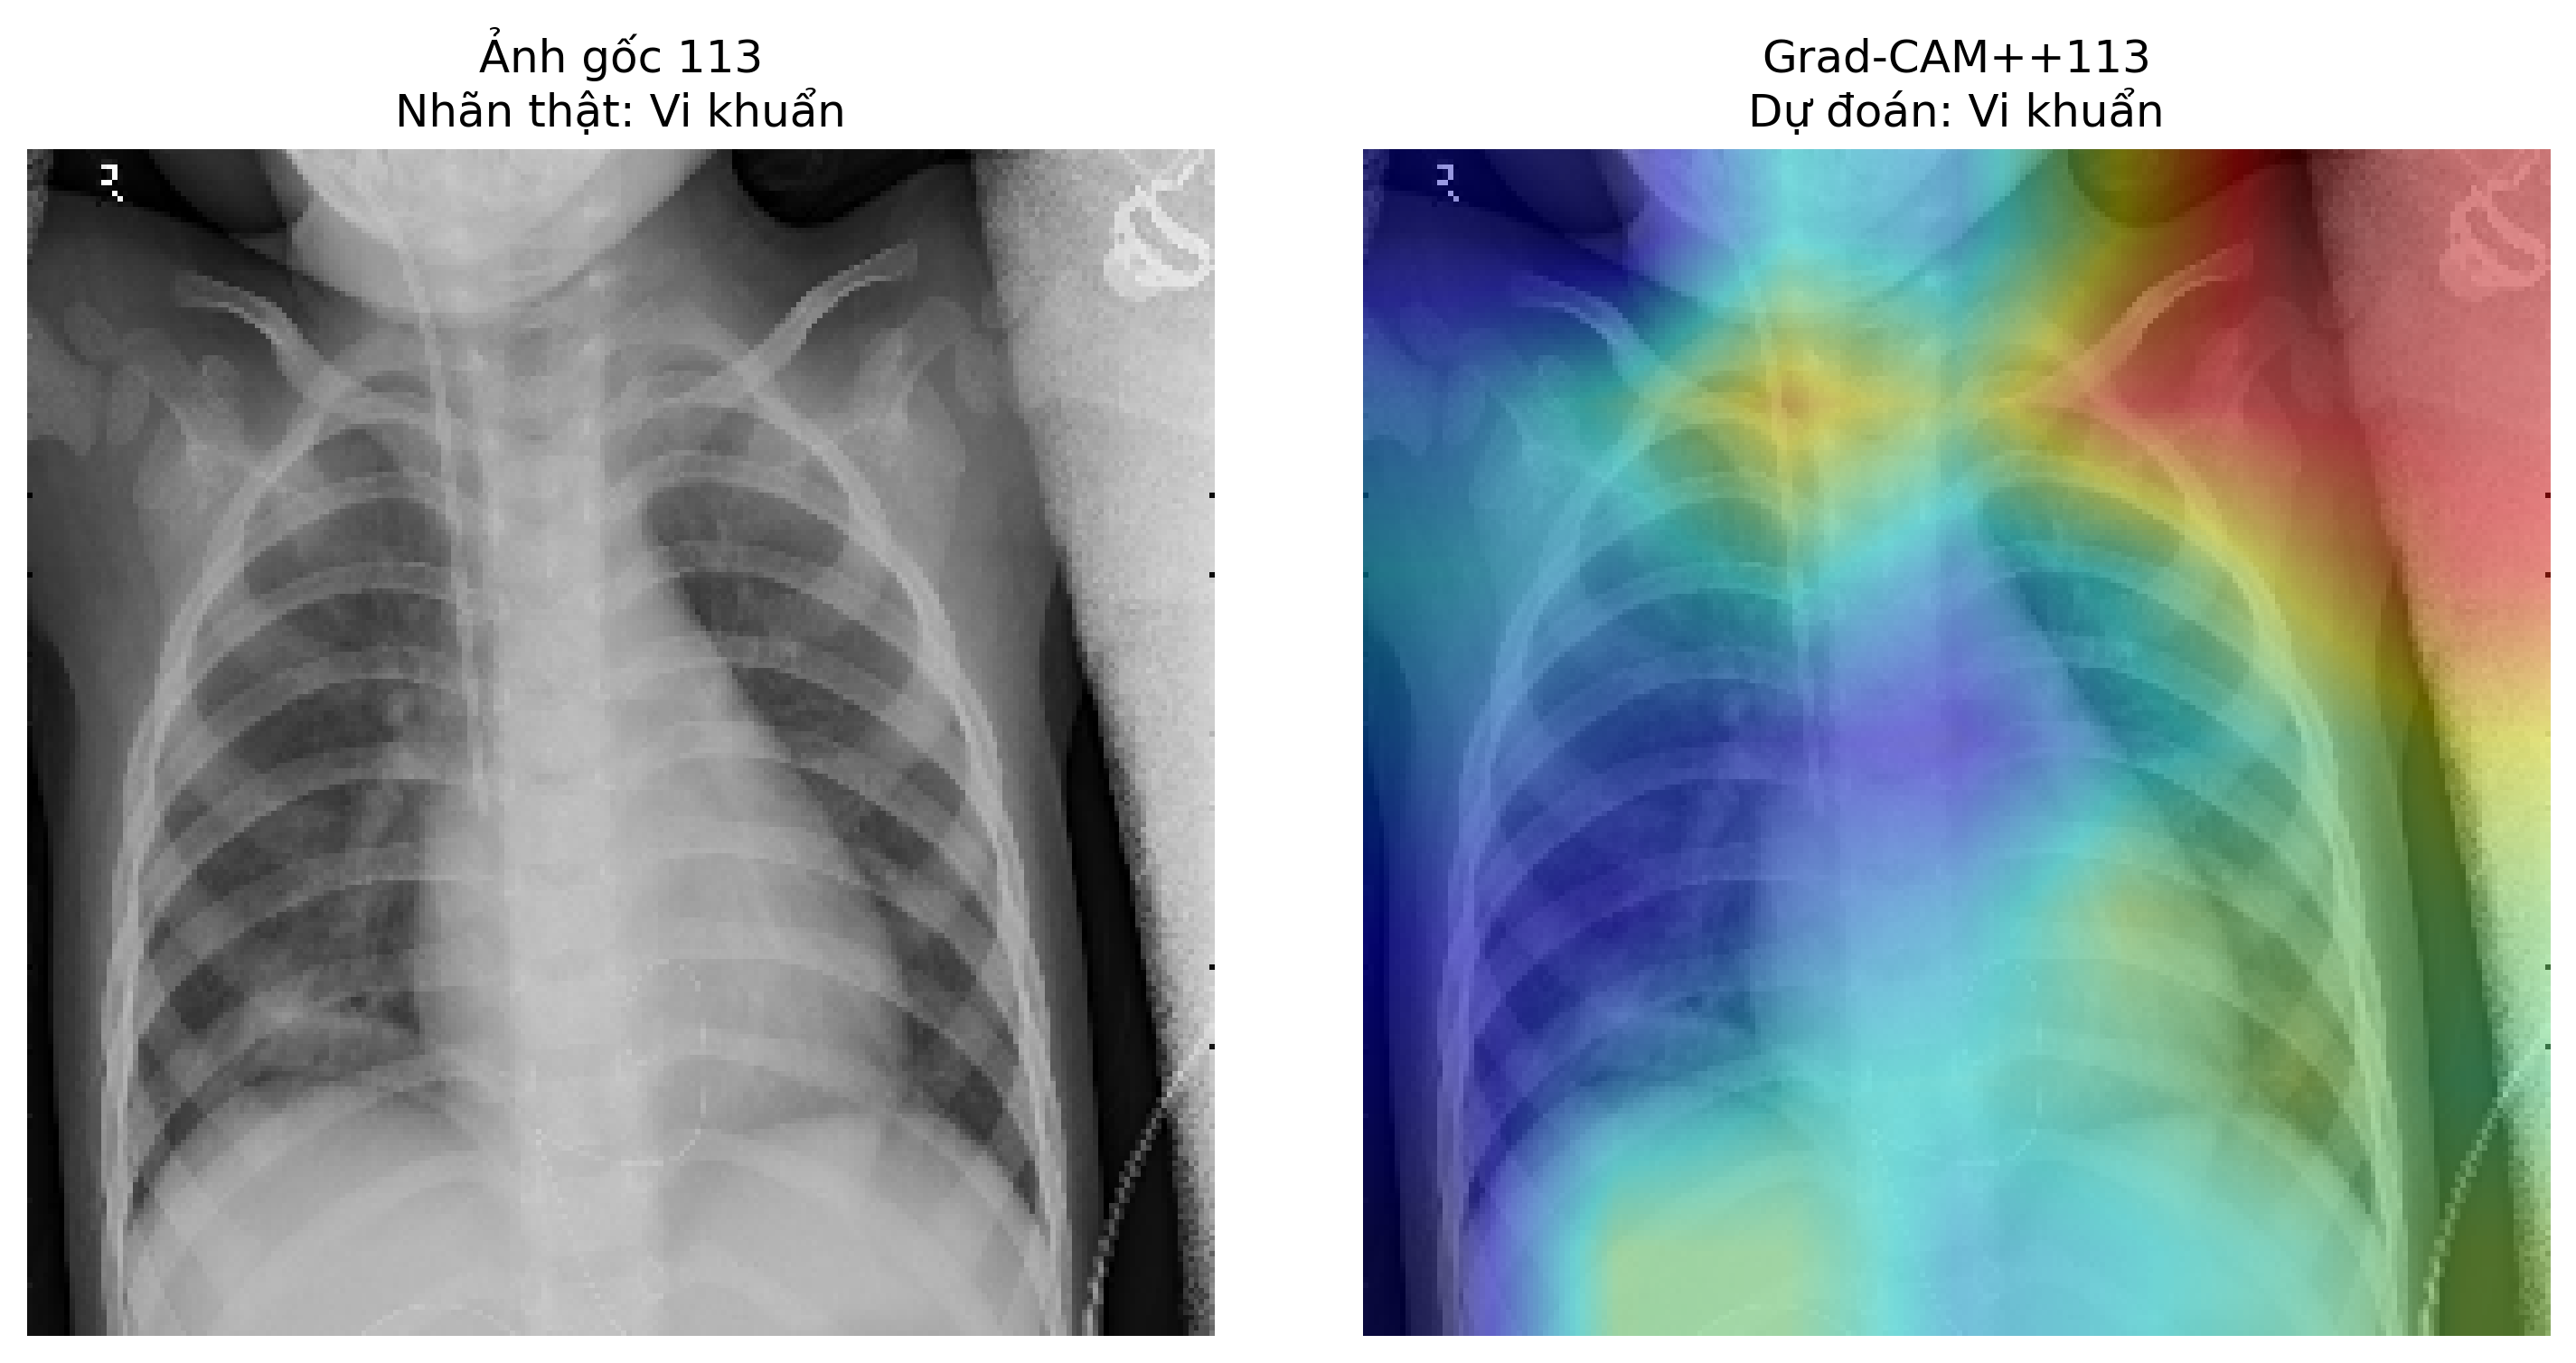 Ảnh gốc 113
Nhãn thật: Vi khuẩn
Grad-CAM++113
Dự đoán: Vi khuẩn